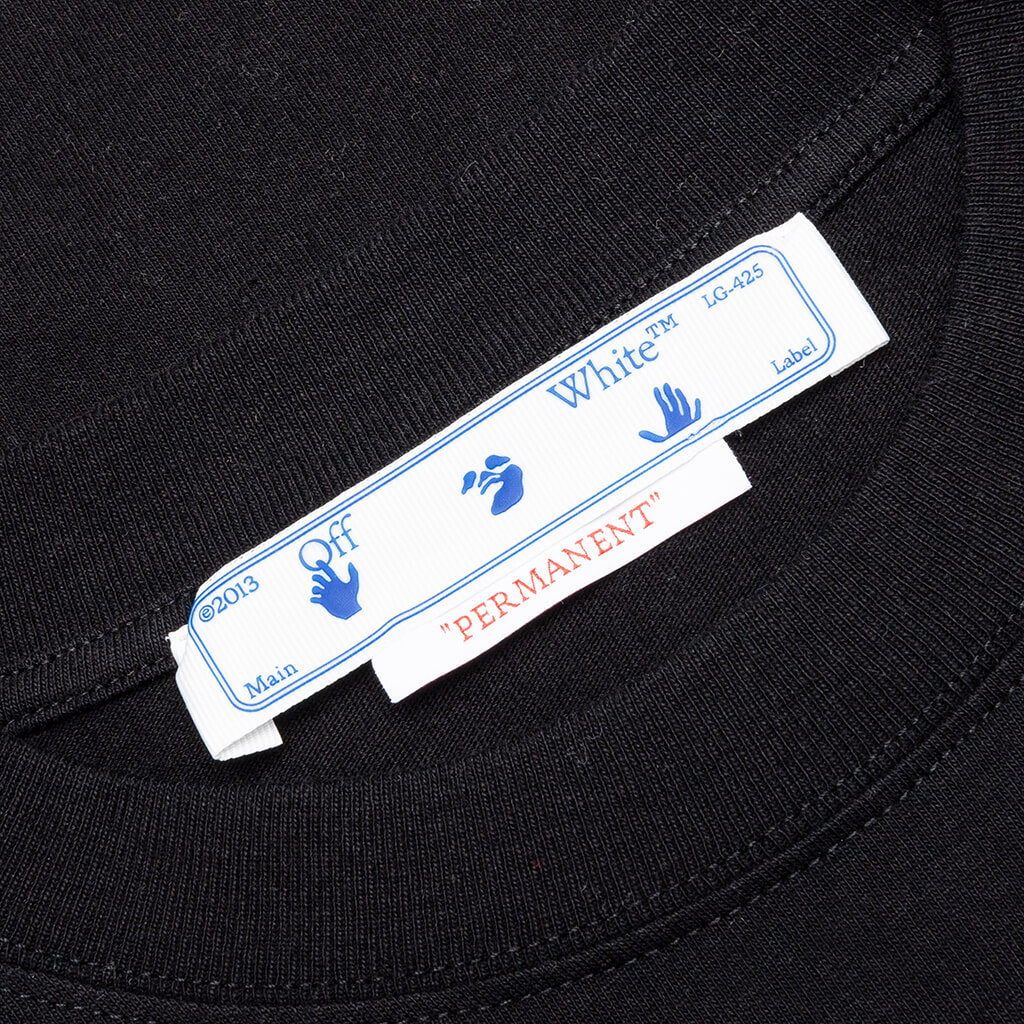 ©2013
Off
White™
LG-425
Main
Label
"PERMANENT"